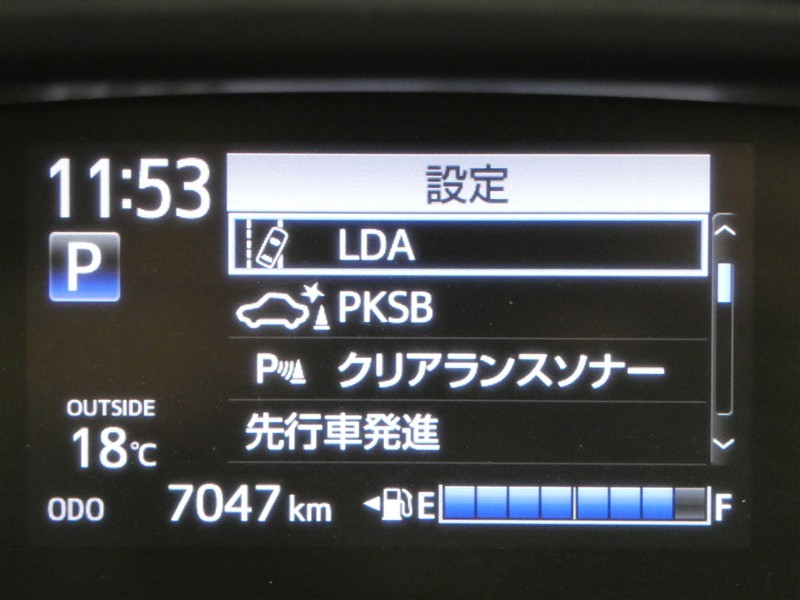 11:53
設定
P
LDA
PKSB
P クリアランスソナー
先行車発進
OUTSIDE
18℃
ODO 7047 km E F